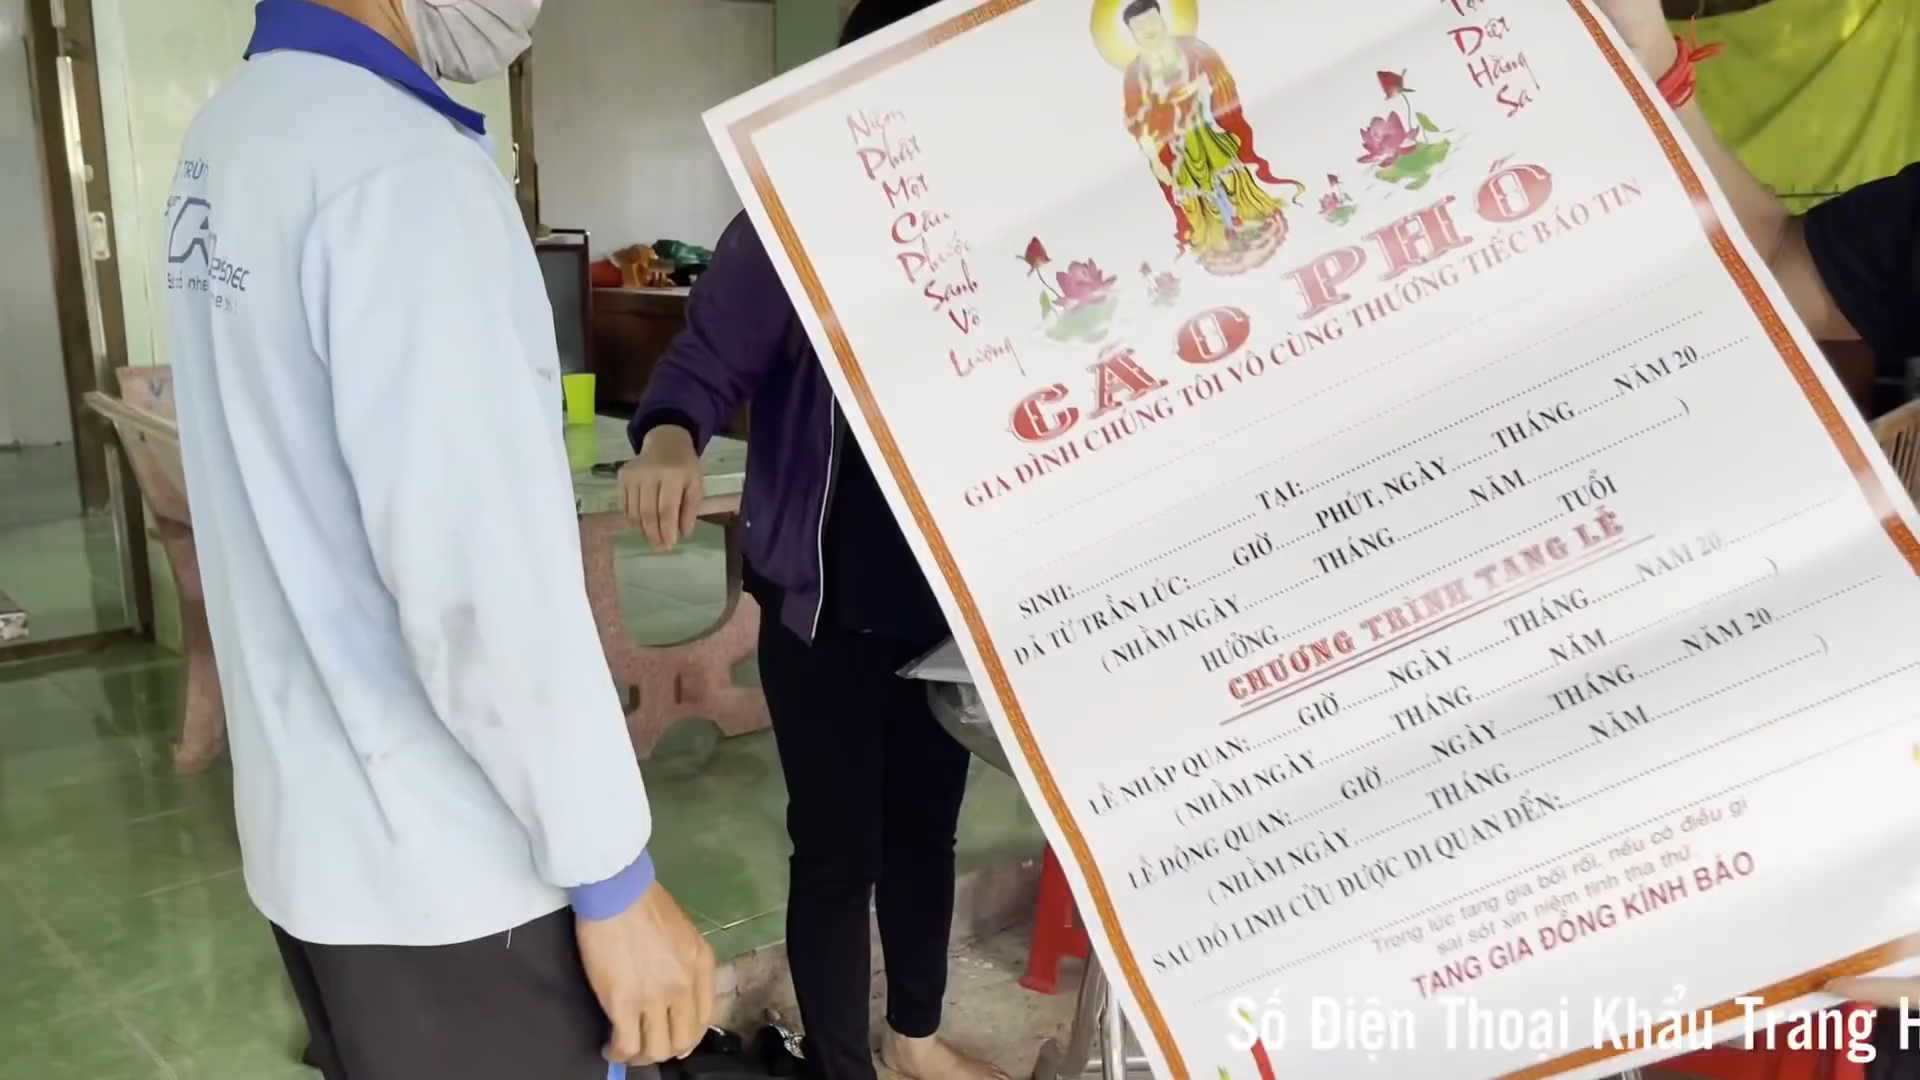 TRỪ
Niệm
Phật
Một
Câu
Phước
Sanh
Vô
Lượng
Diệt
Hằng
Sa
CÁO PHÓ
GIA ĐÌNH CHÚNG TÔI VÔ CÙNG THƯƠNG TIẾC BÁO TIN
SINH:..........TẠI:..........
ĐÃ TỪ TRẦN LÚC:........GIỜ........PHÚT, NGÀY........THÁNG........NĂM 20........
( NHẰM NGÀY..........THÁNG..........NĂM..........)
HƯỞNG..........TUỔI
CHƯƠNG TRÌNH TANG LỄ
LỄ NHẬP QUAN:........GIỜ........NGÀY........THÁNG........NĂM 20........
( NHẰM NGÀY..........THÁNG..........NĂM..........)
LỄ ĐỘNG QUAN:........GIỜ........NGÀY........THÁNG........NĂM 20........
( NHẰM NGÀY..........THÁNG..........NĂM..........)
SAU ĐÓ LINH CỬU ĐƯỢC DI QUAN ĐẾN:..........
Trong lúc tang gia bối rối, nếu có điều gì
sai sót xin niệm tình tha thứ.
TANG GIA ĐỒNG KÍNH BÁO
Số Điện Thoại Khẩu Trang H